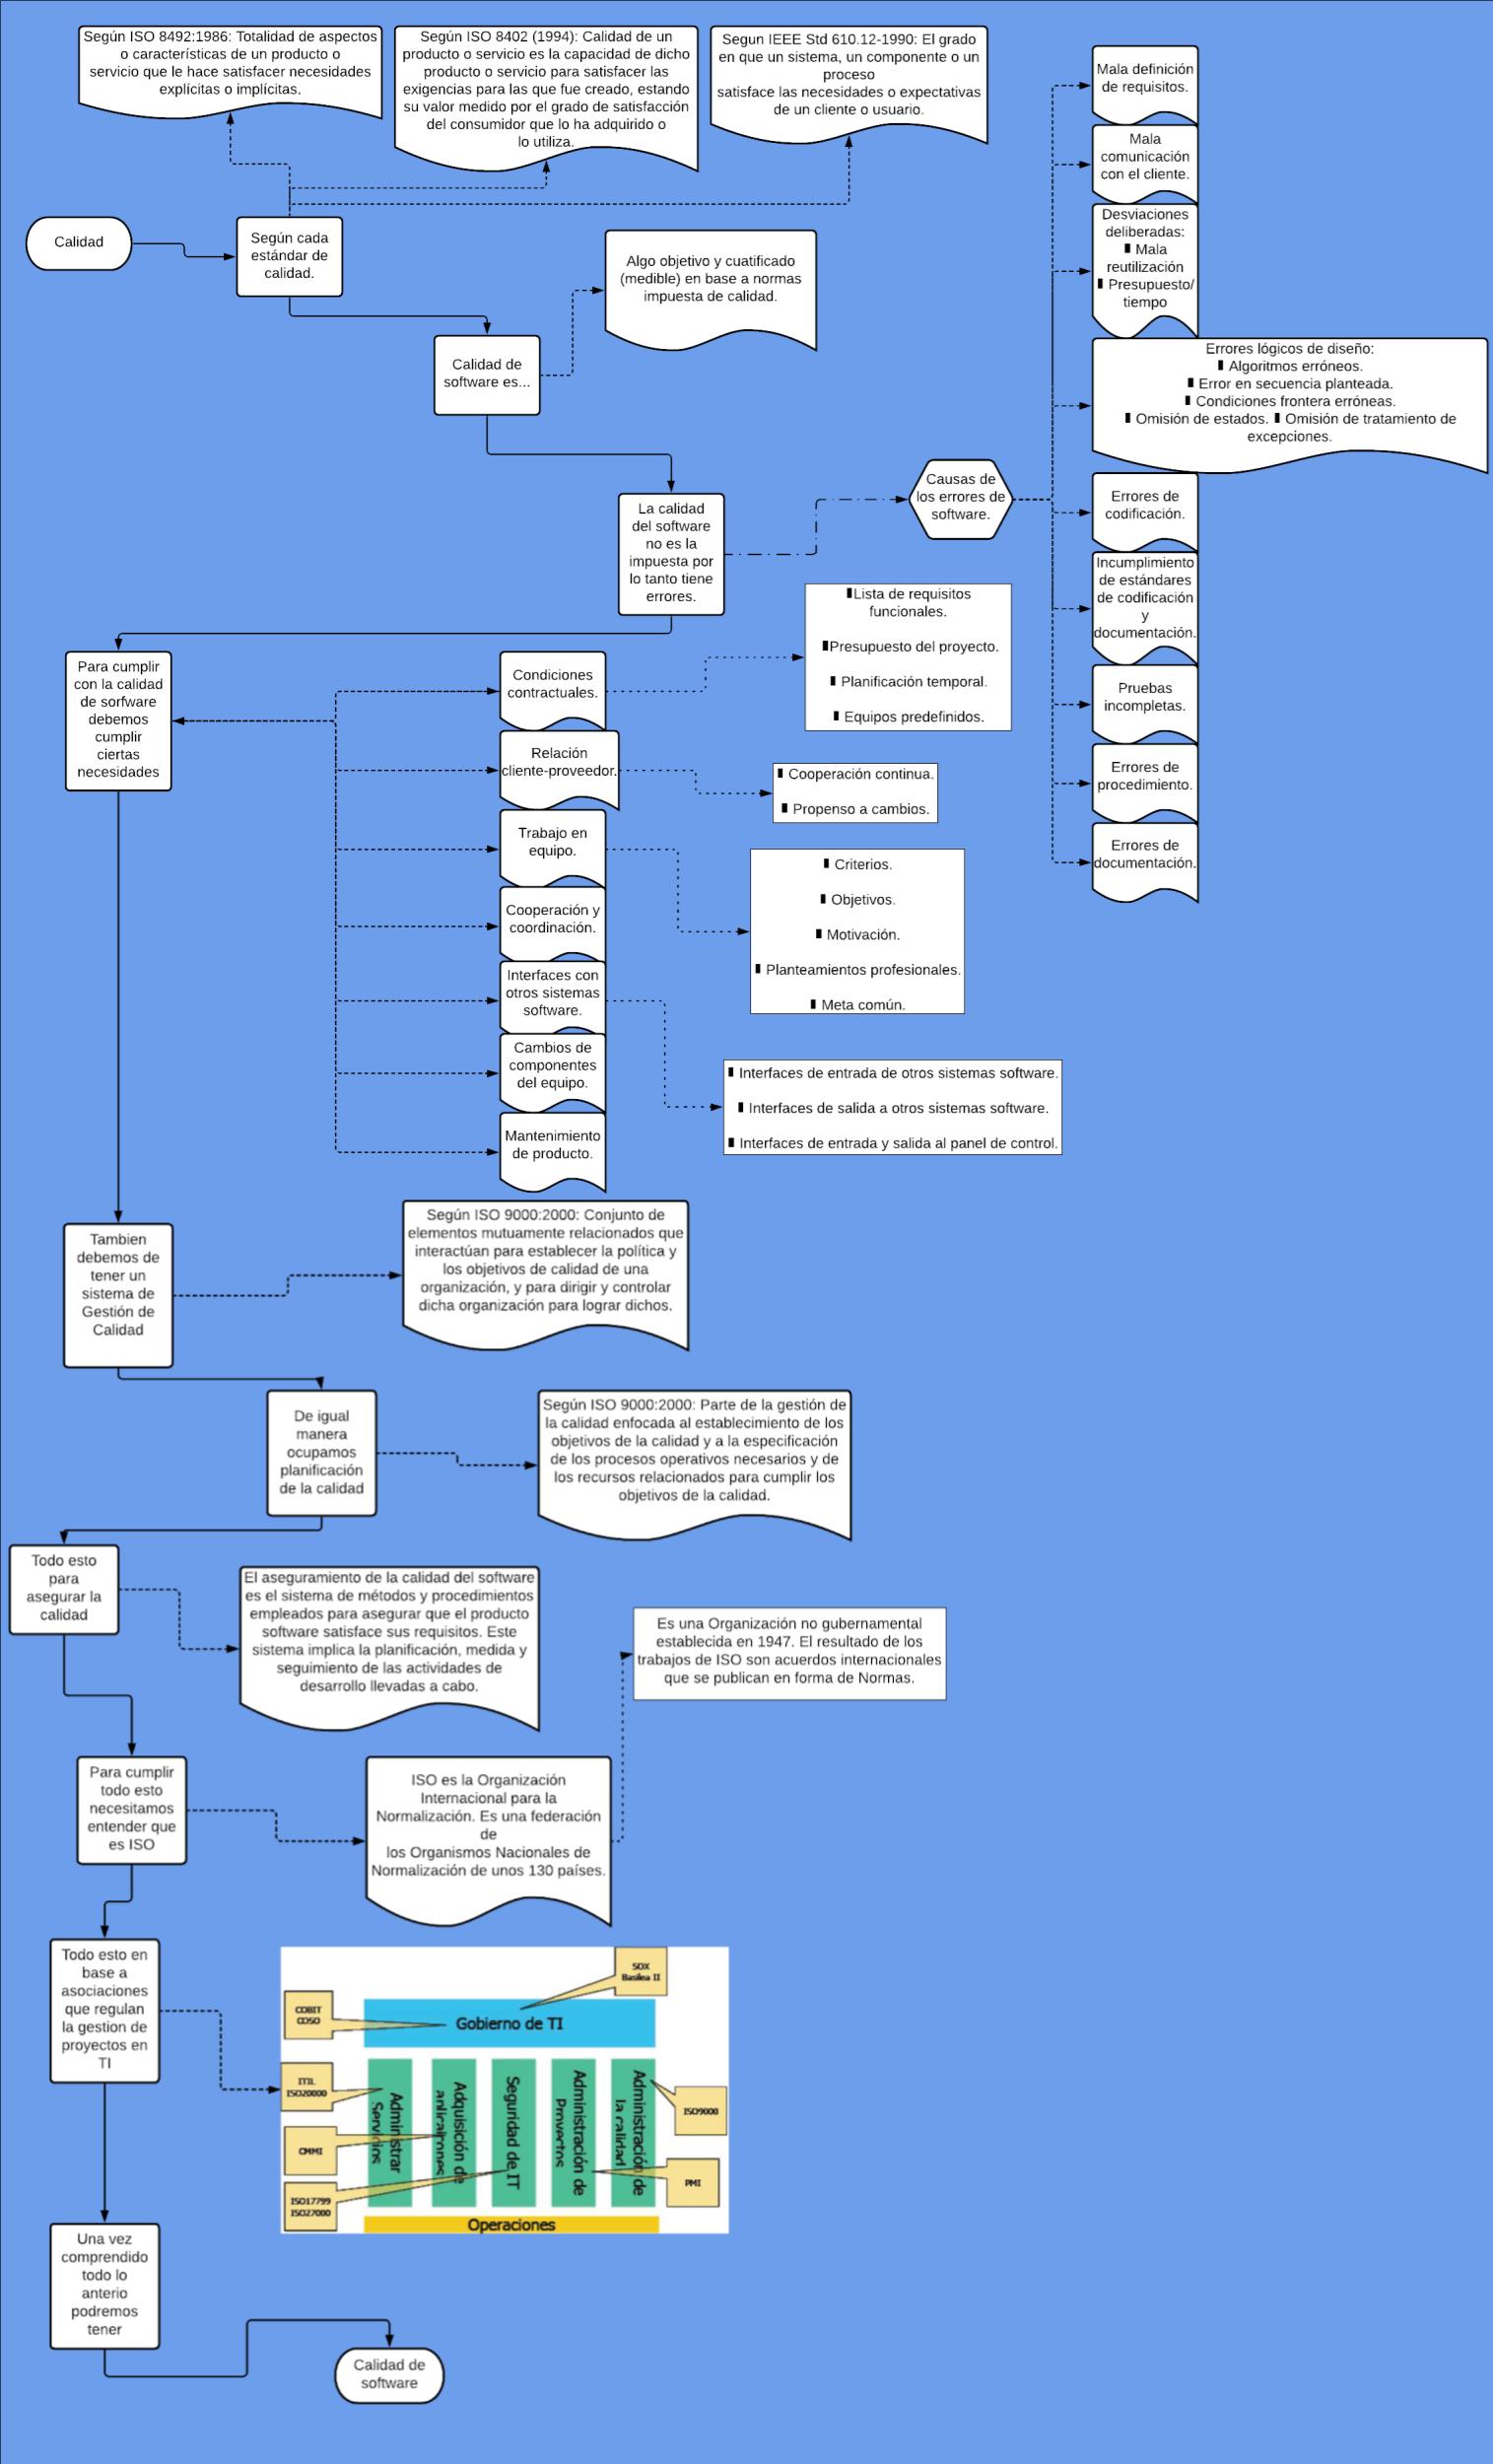 Según ISO 8492:1986: Totalidad de aspectos
o características de un producto o
servicio que le hace satisfacer necesidades
explícitas o implícitas.
Según ISO 8402 (1994): Calidad de un
producto o servicio es la capacidad de dicho
producto o servicio para satisfacer las
exigencias para las que fue creado, estando
su valor medido por el grado de satisfacción
del consumidor que lo ha adquirido o
lo utiliza.
Segun IEEE Std 610.12-1990: El grado
en que un sistema, un componente o un
proceso
satisface las necesidades o expectativas
de un cliente o usuario.
Calidad
Según cada
estándar de
calidad.
Algo objetivo y cuatificado
(medible) en base a normas
impuesta de calidad.
Calidad de
software es...
La calidad
del software
no es la
impuesta por
lo tanto tiene
errores.
Causas de
los errores de
software.
Mala definición
de requisitos.
Mala
comunicación
con el cliente.
Desviaciones
deliberadas:
Mala
reutilización
Presupuesto/
tiempo
Errores lógicos de diseño:
Algoritmos erróneos.
Error en secuencia planteada.
Condiciones frontera erróneas.
Omisión de estados. Omisión de tratamiento de
excepciones.
Errores de
codificación.
Incumplimiento
de estándares
de codificación
y
documentación.
Pruebas
incompletas.
Errores de
procedimiento.
Errores de
documentación.
Para cumplir
con la calidad
de sorfware
debemos
cumplir
ciertas
necesidades
Condiciones
contractuales.
Lista de requisitos
funcionales.
Presupuesto del proyecto.
Planificación temporal.
Equipos predefinidos.
Relación
cliente-proveedor.
Cooperación continua.
Propenso a cambios.
Trabajo en
equipo.
Criterios.
Objetivos.
Motivación.
Planteamientos profesionales.
Meta común.
Cooperación y
coordinación.
Interfaces con
otros sistemas
software.
Interfaces de entrada de otros sistemas software.
Interfaces de salida a otros sistemas software.
Interfaces de entrada y salida al panel de control.
Cambios de
componentes
del equipo.
Mantenimiento
de producto.
Tambien
debemos de
tener un
sistema de
Gestión de
Calidad
Según ISO 9000:2000: Conjunto de
elementos mutuamente relacionados que
interactúan para establecer la política y
los objetivos de calidad de una
organización, y para dirigir y controlar
dicha organización para lograr dichos.
De igual
manera
ocupamos
planificación
de la calidad
Según ISO 9000:2000: Parte de la gestión de
la calidad enfocada al establecimiento de los
objetivos de la calidad y a la especificación
de los procesos operativos necesarios y de
los recursos relacionados para cumplir los
objetivos de la calidad.
Todo esto
para
asegurar la
calidad
El aseguramiento de la calidad del software
es el sistema de métodos y procedimientos
empleados para asegurar que el producto
software satisface sus requisitos. Este
sistema implica la planificación, medida y
seguimiento de las actividades de
desarrollo llevadas a cabo.
Es una Organización no gubernamental
establecida en 1947. El resultado de los
trabajos de ISO son acuerdos internacionales
que se publican en forma de Normas.
Para cumplir
todo esto
necesitamos
entender que
es ISO
ISO es la Organización
Internacional para la
Normalización. Es una federación
de
los Organismos Nacionales de
Normalización de unos 130 países.
Todo esto en
base a
asociaciones
que regulan
la gestion de
proyectos en
TI
SOX
Basilea II
COBIT
COSO
Gobierno de TI
ITIL
ISO20000
CMMI
ISO17799
ISO27000
Administrar
Servicios
Adquisición de
Seguridad de IT
Administración de
Proyectos
Administración de
la calidad
ISO9000
PMI
Operaciones
Una vez
comprendido
todo lo
anterio
podremos
tener
Calidad de
software